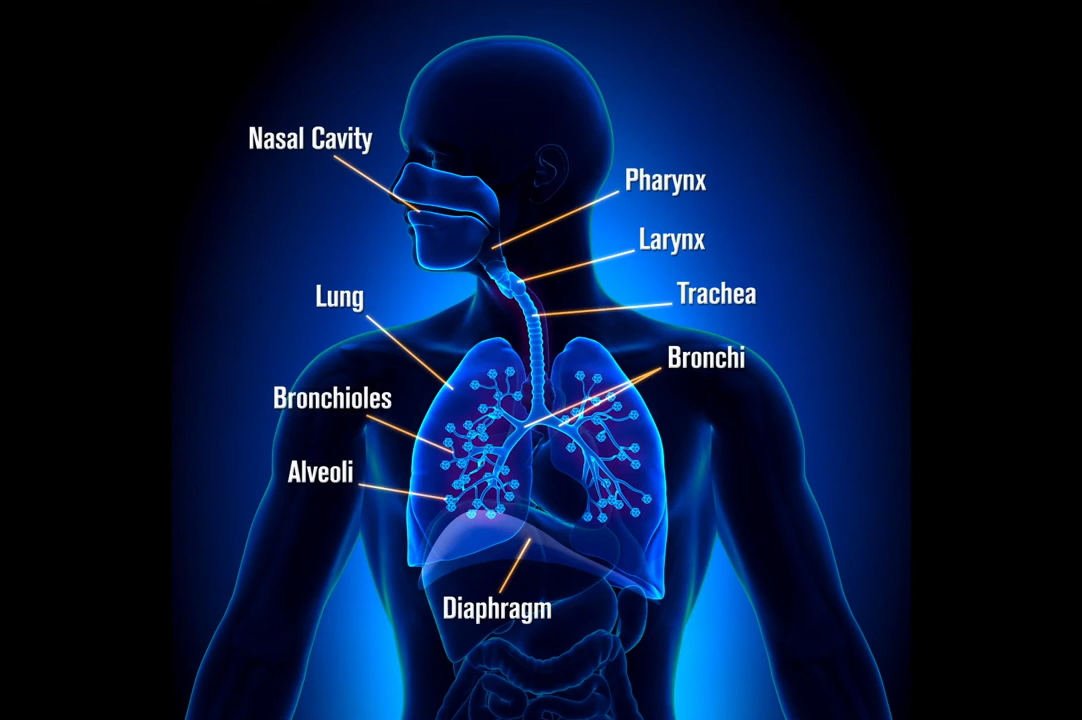 Nasal Cavity
Pharynx
Larynx
Trachea
Lung
Bronchi
Bronchioles
Alveoli
Diaphragm